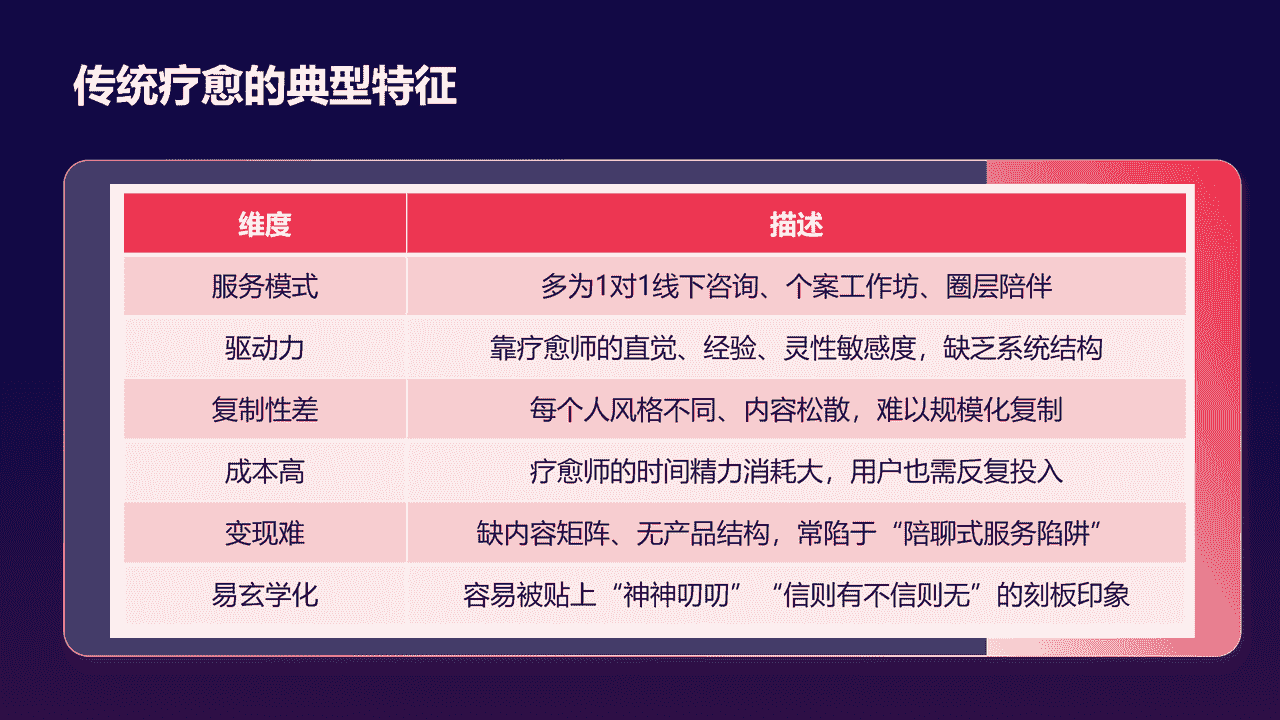 传统疗愈的典型特征
维度 描述
服务模式 多为1对1线下咨询、个案工作坊、圈层陪伴
驱动力 靠疗愈师的直觉、经验、灵性敏感度，缺乏系统结构
复制性差 每个人风格不同、内容松散，难以规模化复制
成本高 疗愈师的时间精力消耗大，用户也需反复投入
变现难 缺内容矩阵、无产品结构，常陷于“陪聊式服务陷阱”
易玄学化 容易被贴上“神神叨叨”“信则有不信则无”的刻板印象